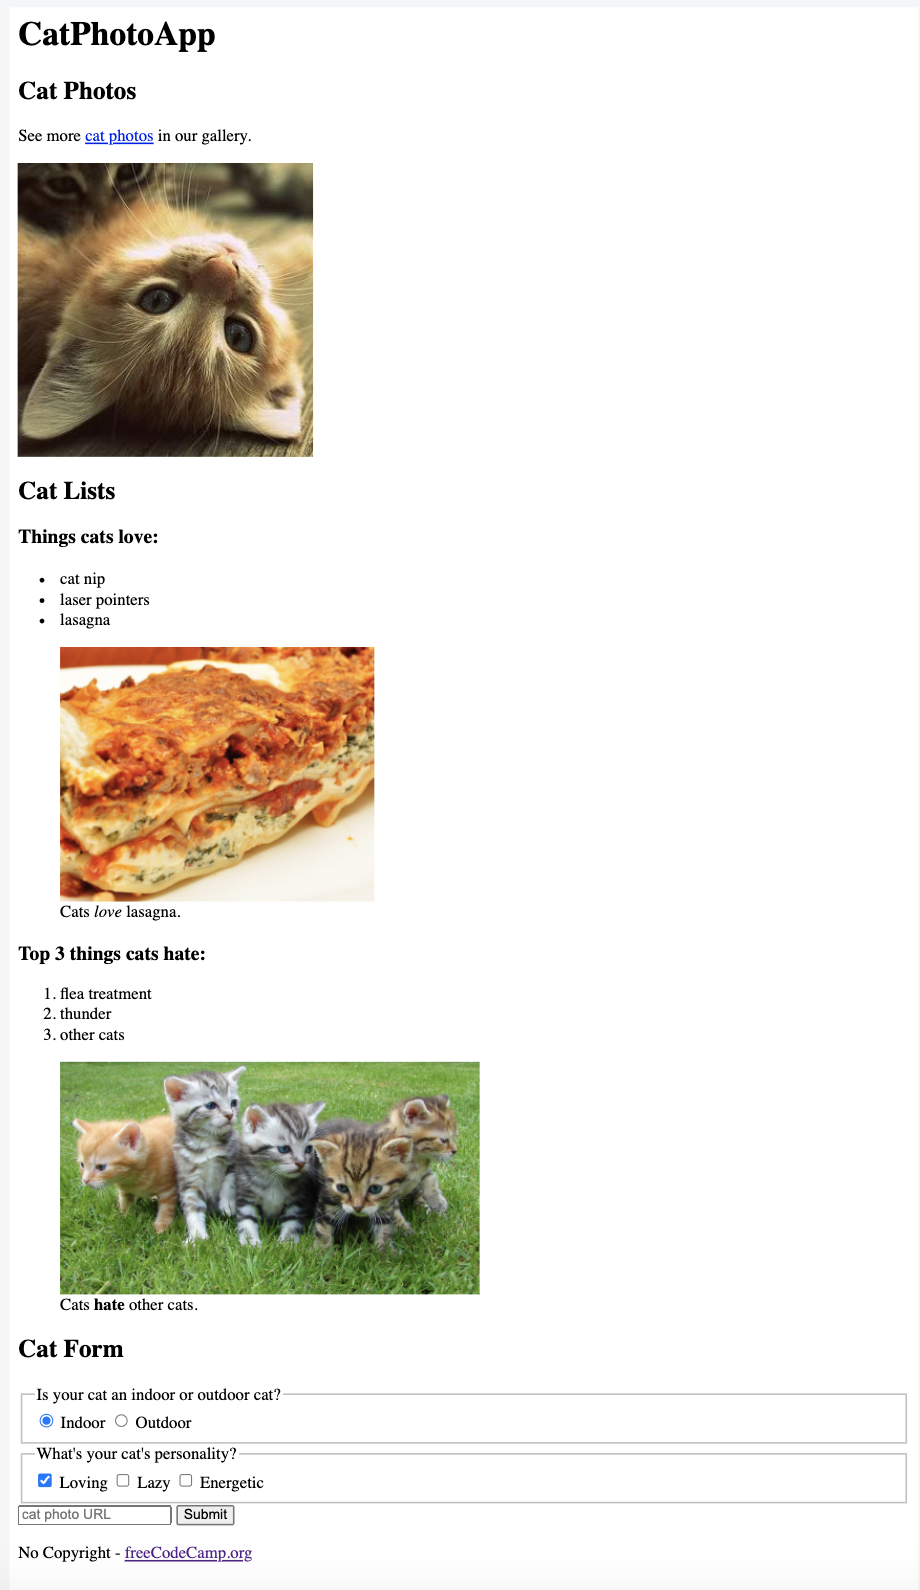 CatPhotoApp
Cat Photos
See more cat photos in our gallery.
Cat Lists
Things cats love:
• cat nip
• laser pointers
• lasagna
Cats love lasagna.
Top 3 things cats hate:
1. flea treatment
2. thunder
3. other cats
Cats hate other cats.
Cat Form
Is your cat an indoor or outdoor cat?
Indoor Outdoor
What's your cat's personality?
Loving Lazy Energetic
cat photo URL Submit
No Copyright - freeCodeCamp.org